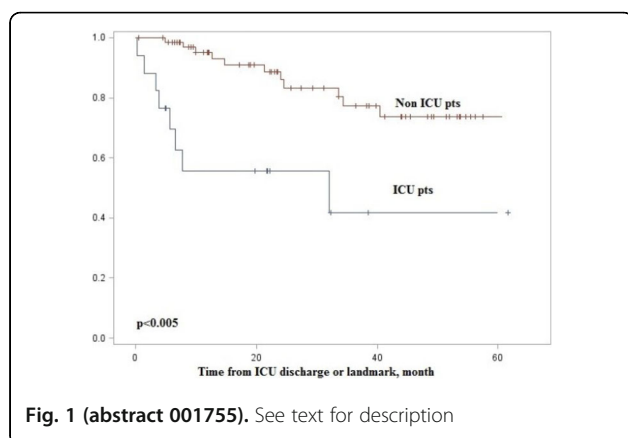 1.0
0.8
0.6
0.4
0.2
0.0
Non ICU pts
ICU pts
p<0.005
0 20 40 60
Time from ICU discharge or landmark, month
Fig. 1 (abstract 001755). See text for description